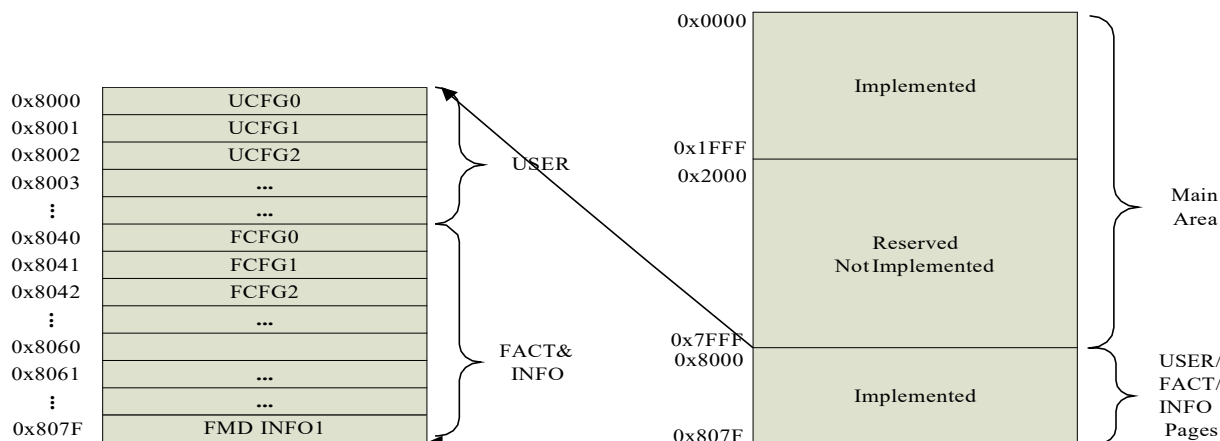 0x8000 UCFG0
0x8001 UCFG1
0x8002 UCFG2
0x8003 ...
⋮ ...
0x8040 FCFG0
0x8041 FCFG1
0x8042 FCFG2
⋮ ...
0x8060
0x8061 ...
⋮ ...
0x807F FMD INFO1
USER
FACT&
INFO
0x0000
Implemented
0x1FFF
0x2000
Reserved
Not Implemented
0x7FFF
0x8000
Implemented
0x807F
Main
Area
USER/
FACT/
INFO
Pages